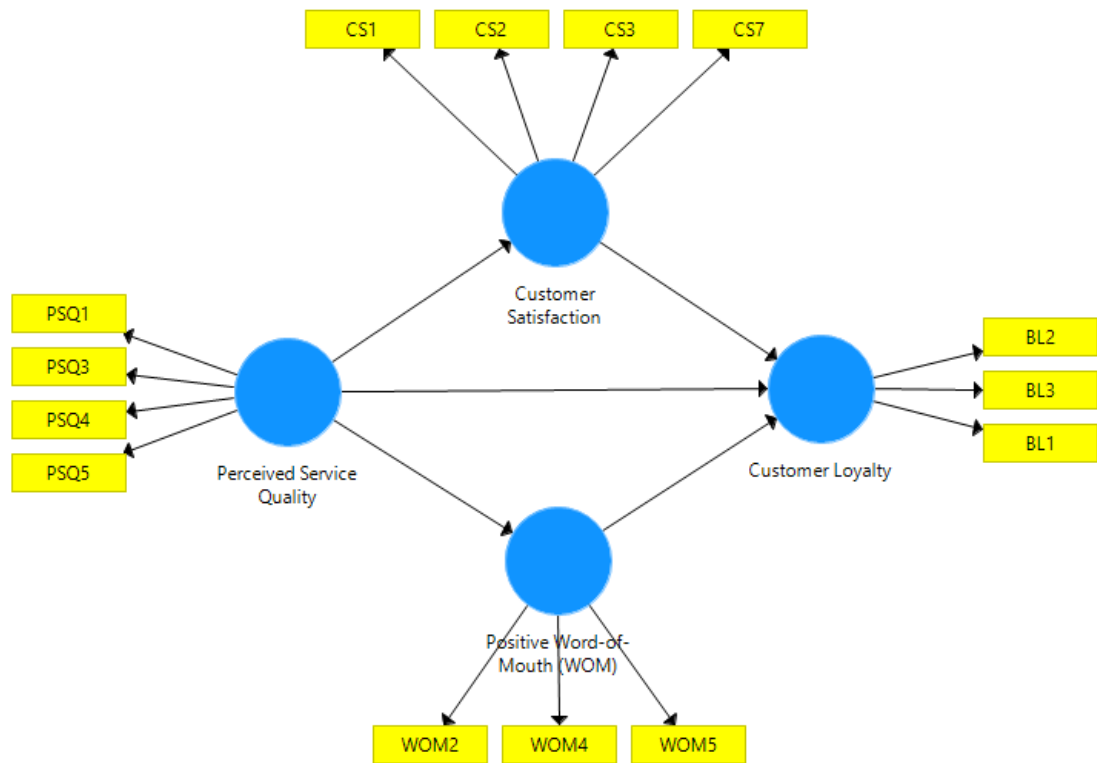 CS1
CS2
CS3
CS7
Customer
Satisfaction
PSQ1
PSQ3
PSQ4
PSQ5
Perceived Service
Quality
BL2
BL3
BL1
Customer Loyalty
Positive Word-of-
Mouth (WOM)
WOM2
WOM4
WOM5